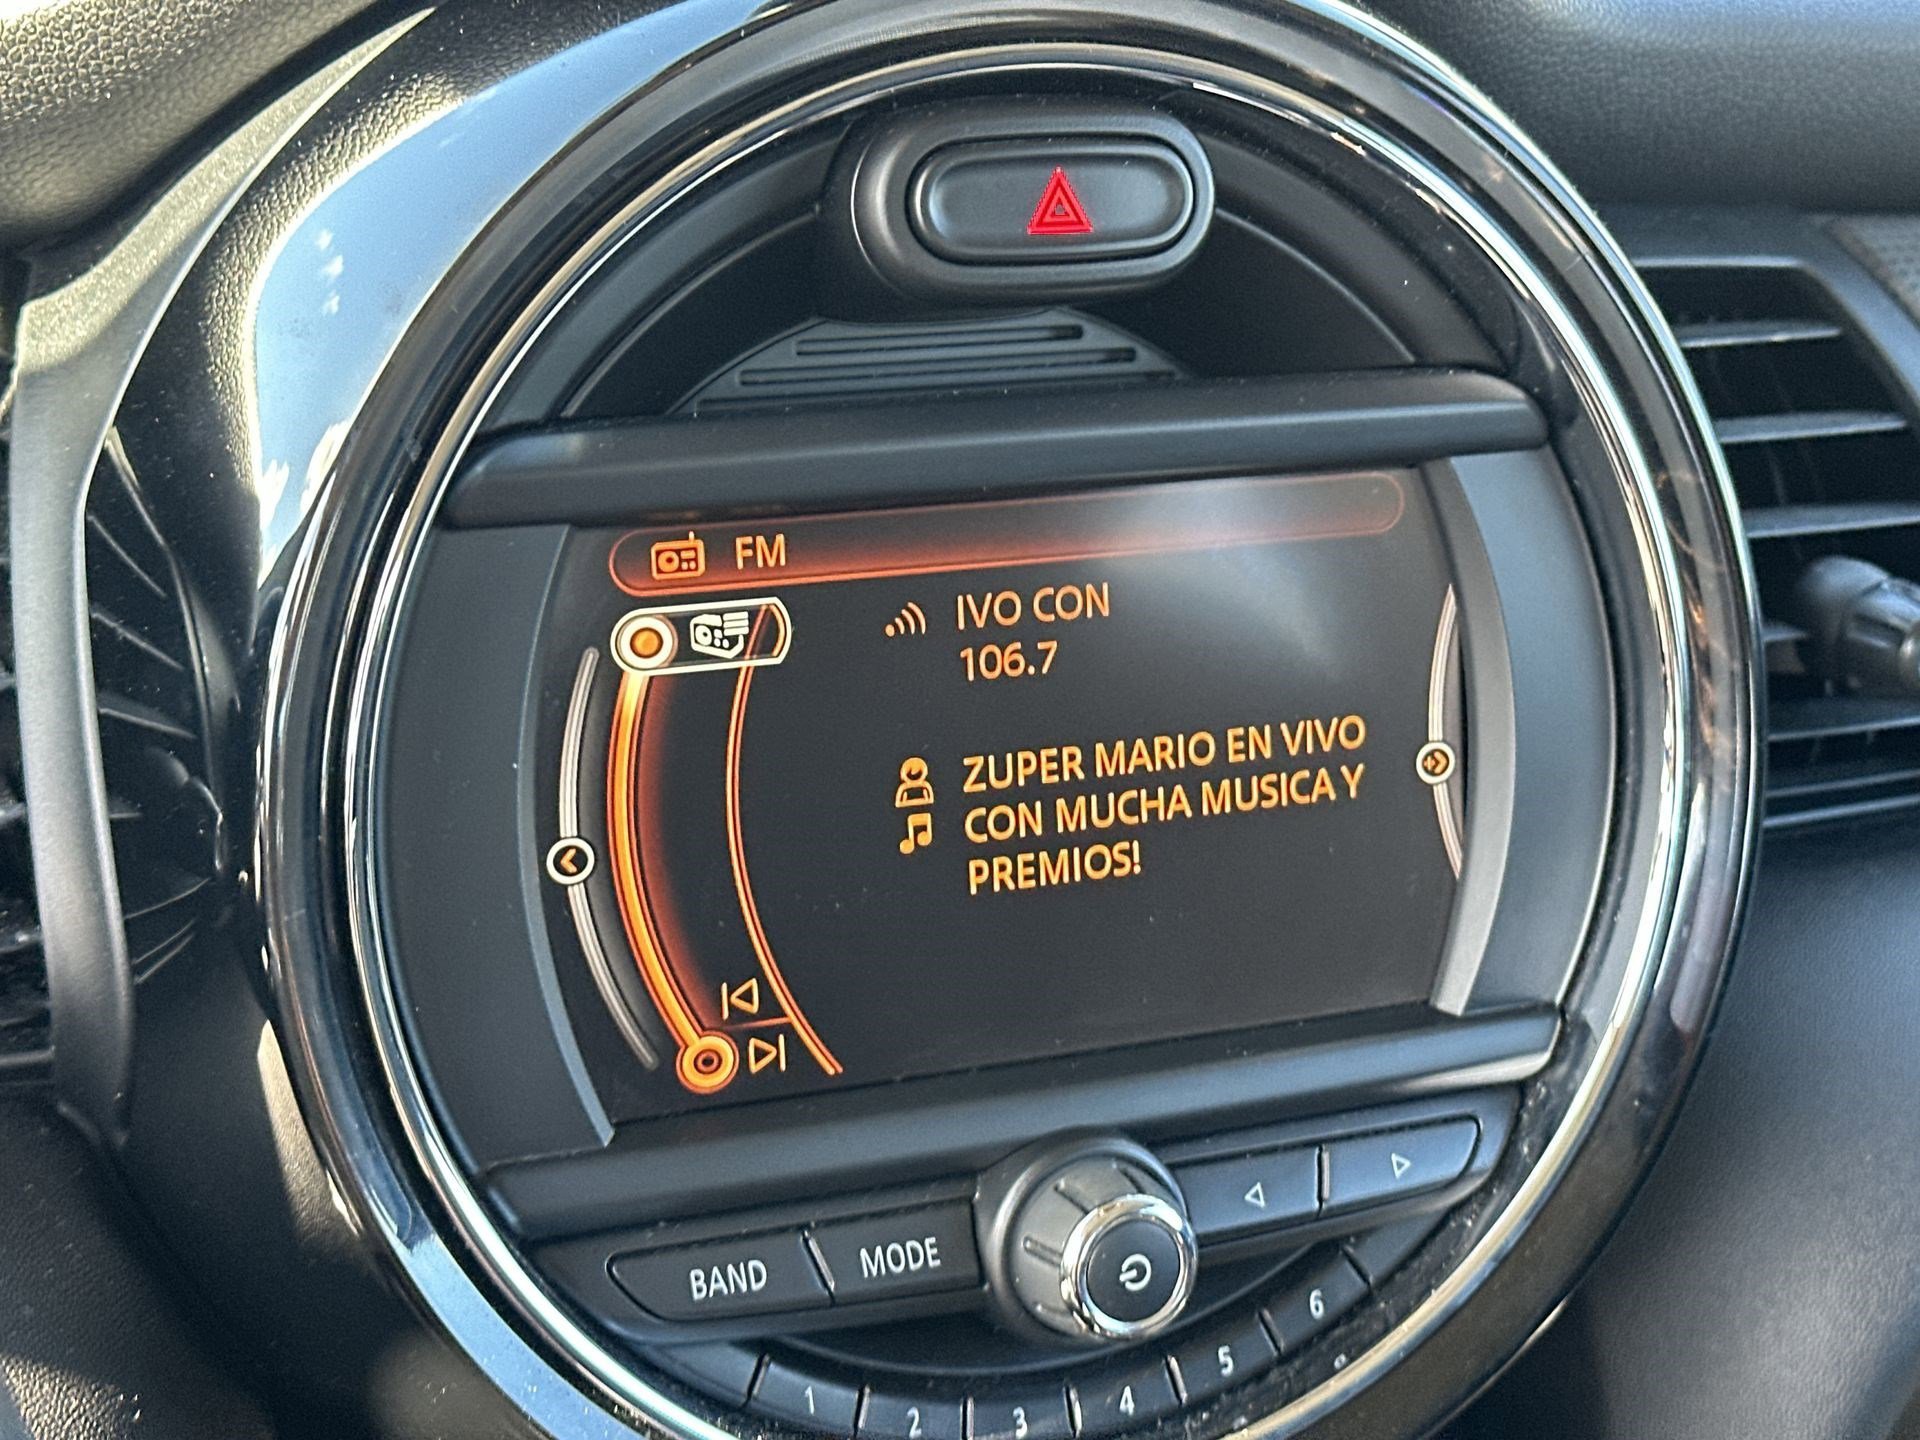 FM
IVO CON
106.7
ZUPER MARIO EN VIVO
CON MUCHA MUSICA Y
PREMIOS!
BAND
MODE
1
2
3
4
5
6